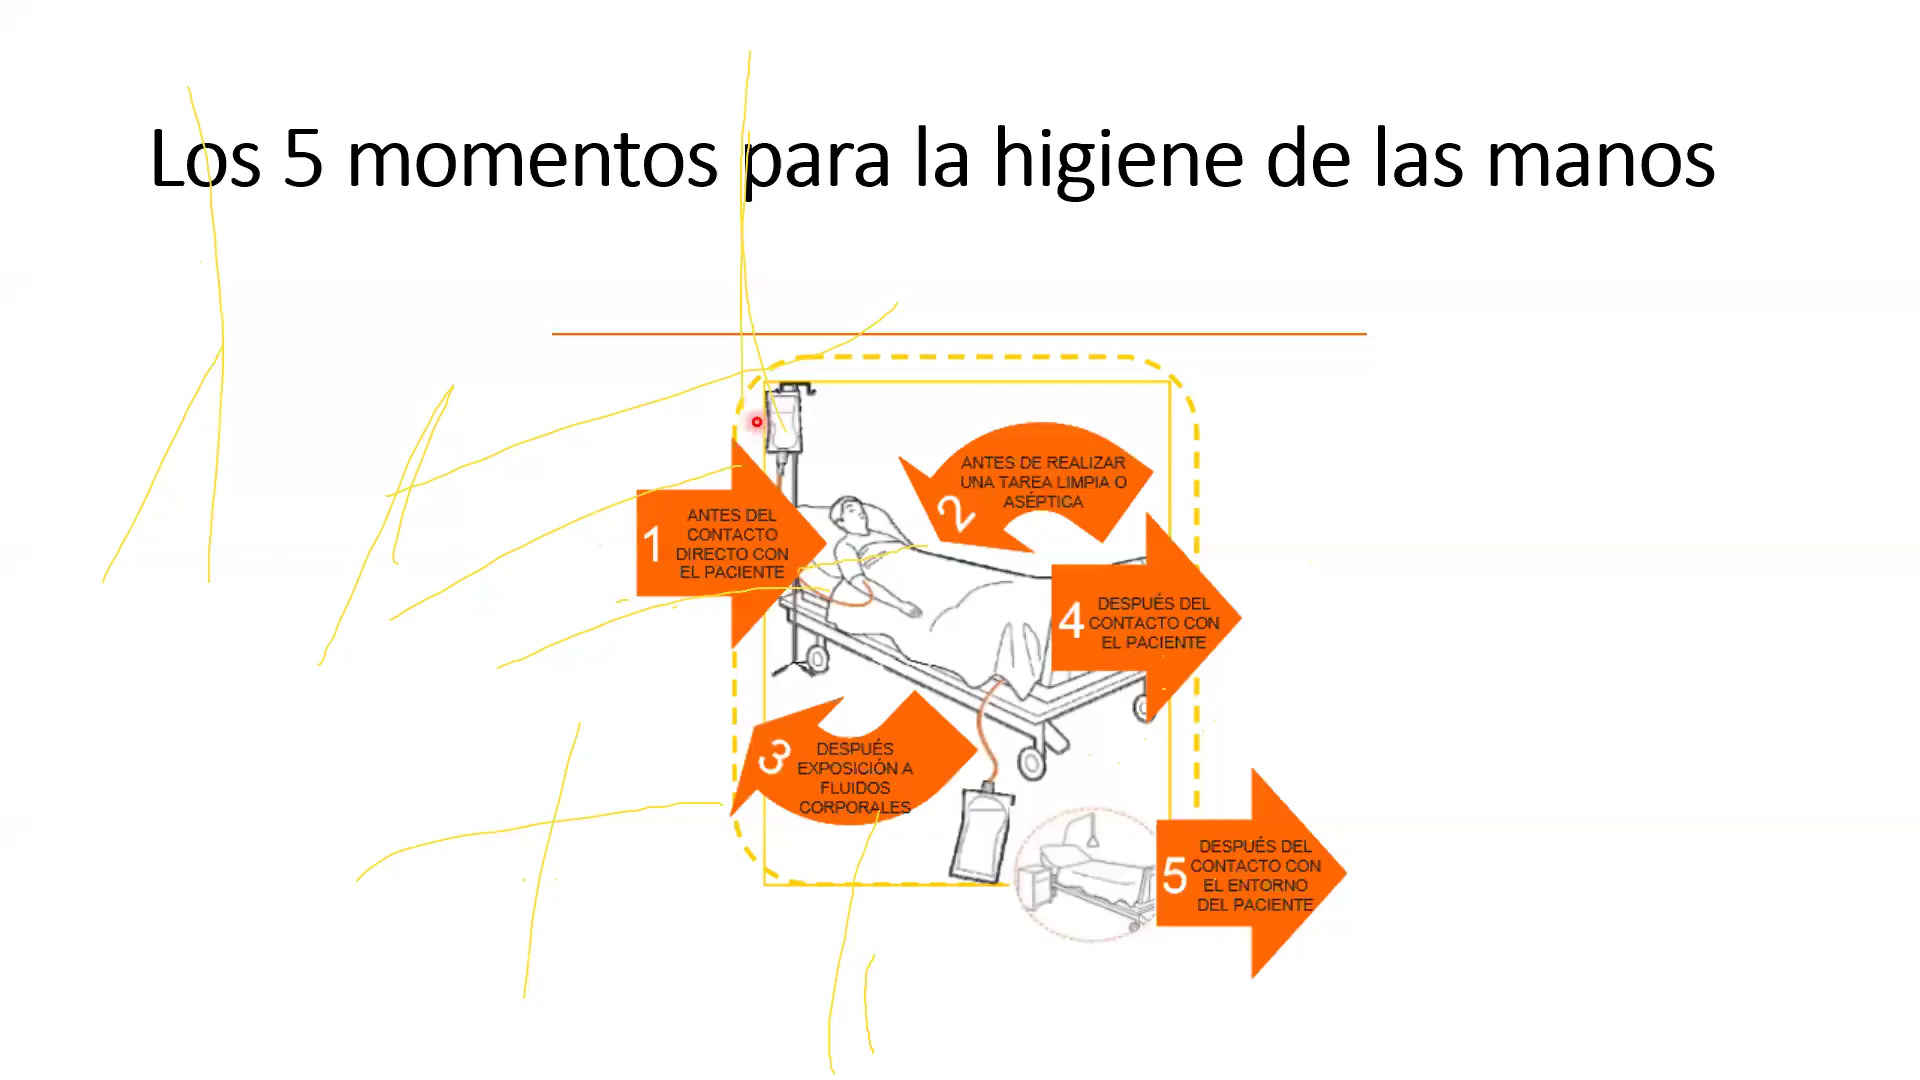 Los 5 momentos para la higiene de las manos
1
ANTES DEL
CONTACTO
DIRECTO CON
EL PACIENTE
2
ANTES DE REALIZAR
UNA TAREA LIMPIA O
ASÉPTICA
3
DESPUÉS
EXPOSICIÓN A
FLUIDOS
CORPORALES
4
DESPUÉS DEL
CONTACTO CON
EL PACIENTE
5
DESPUÉS DEL
CONTACTO CON
EL ENTORNO
DEL PACIENTE